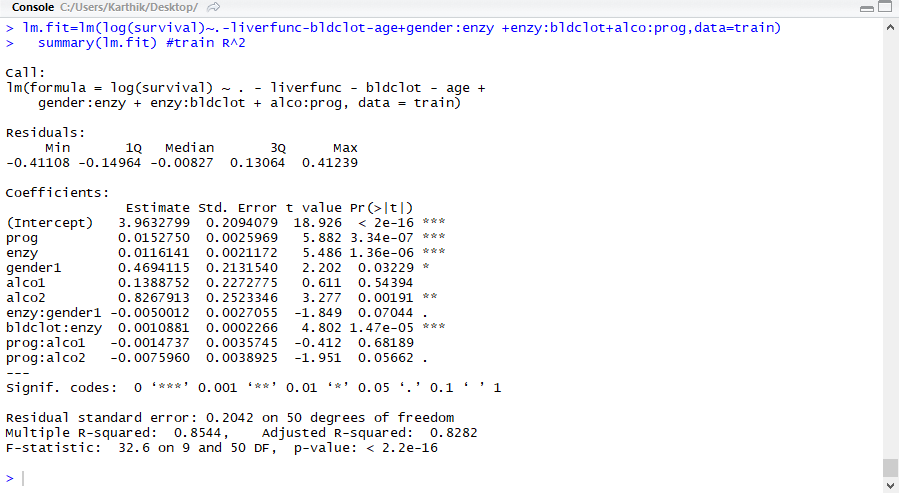 Console C:/Users/Karthik/Desktop/
> lm.fit=lm(log(survival)~.-liverfunc-bldclot-age+gender:enzy +enzy:bldclot+alco:prog,data=train)
>   summary(lm.fit) #train R^2
Call:
lm(formula = log(survival) ~ . - liverfunc - bldclot - age +
    gender:enzy + enzy:bldclot + alco:prog, data = train)
Residuals:
     Min       1Q   Median       3Q      Max
-0.41108 -0.14964 -0.00827  0.13064  0.41239
Coefficients:
               Estimate Std. Error t value Pr(>|t|)
(Intercept)   3.9632799  0.2094079  18.926  < 2e-16 ***
prog          0.0152750  0.0025969   5.882 3.34e-07 ***
enzy          0.0116141  0.0021172   5.486 1.36e-06 ***
gender1       0.4694115  0.2131540   2.202  0.03229 *
alco1         0.1388752  0.2272775   0.611  0.54394
alco2         0.8267913  0.2523346   3.277  0.00191 **
enzy:gender1 -0.0050012  0.0027055  -1.849  0.07044 .
bldclot:enzy  0.0010881  0.0002266   4.802 1.47e-05 ***
prog:alco1   -0.0014737  0.0035745  -0.412  0.68189
prog:alco2   -0.0075960  0.0038925  -1.951  0.05662 .
---
Signif. codes:  0 ‘***’ 0.001 ‘**’ 0.01 ‘*’ 0.05 ‘.’ 0.1 ‘ ’ 1
Residual standard error: 0.2042 on 50 degrees of freedom
Multiple R-squared:  0.8544,    Adjusted R-squared:  0.8282
F-statistic:  32.6 on 9 and 50 DF,  p-value: < 2.2e-16
>